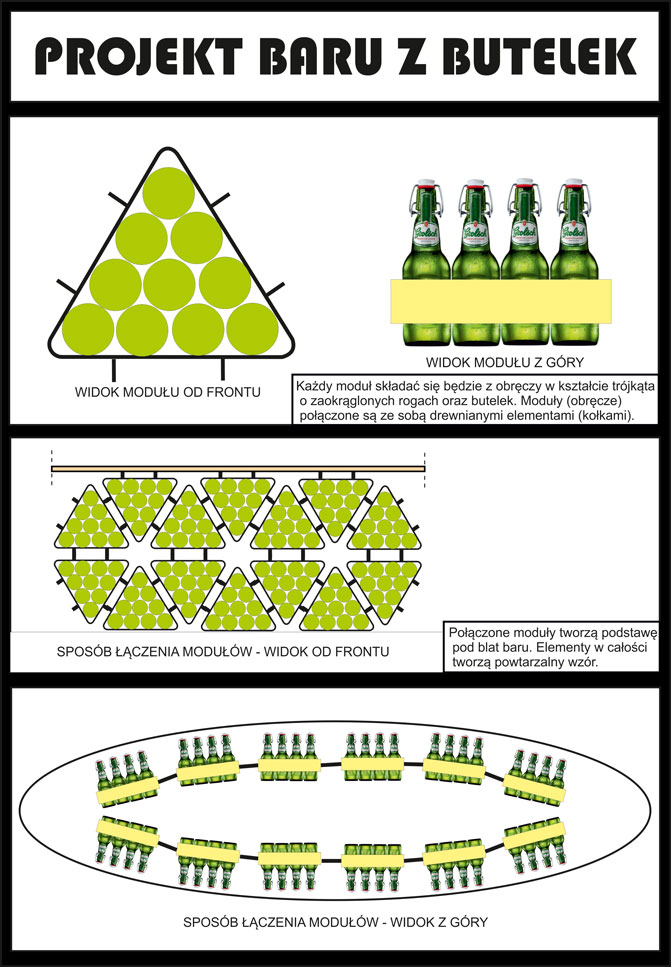 PROJEKT BARU Z BUTELEK
WIDOK MODUŁU OD FRONTU
WIDOK MODUŁU Z GÓRY
Każdy moduł składać się będzie z obręczy w kształcie trójkąta
o zaokrąglonych rogach oraz butelek. Moduły (obręcze)
połączone są ze sobą drewnianymi elementami (kołkami).
SPOSÓB ŁĄCZENIA MODUŁÓW - WIDOK OD FRONTU
Połączone moduły tworzą podstawę
pod blat baru. Elementy w całości
tworzą powtarzalny wzór.
SPOSÓB ŁĄCZENIA MODUŁÓW - WIDOK Z GÓRY